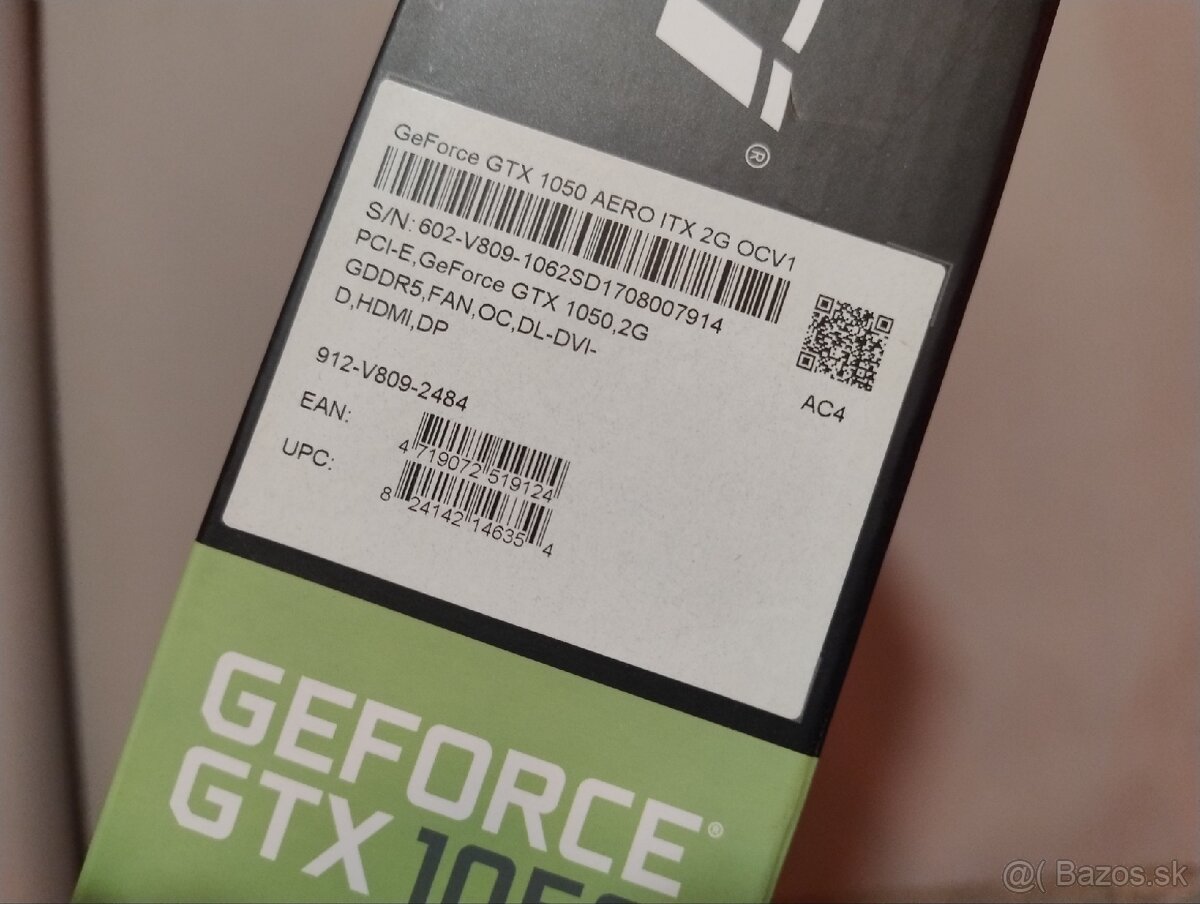 ®
GeForce GTX 1050 AERO ITX 2G OCV1
S/N: 602-V809-1062SD1708007914
PCI-E,GeForce GTX 1050,2G
GDDR5,FAN,OC,DL-DVI-
D,HDMI,DP
AC4
912-V809-2484
EAN:
4 719072 519124
UPC:
8 24142 14635 4
GEFORCE®
GTX 1050
@( Bazos.sk